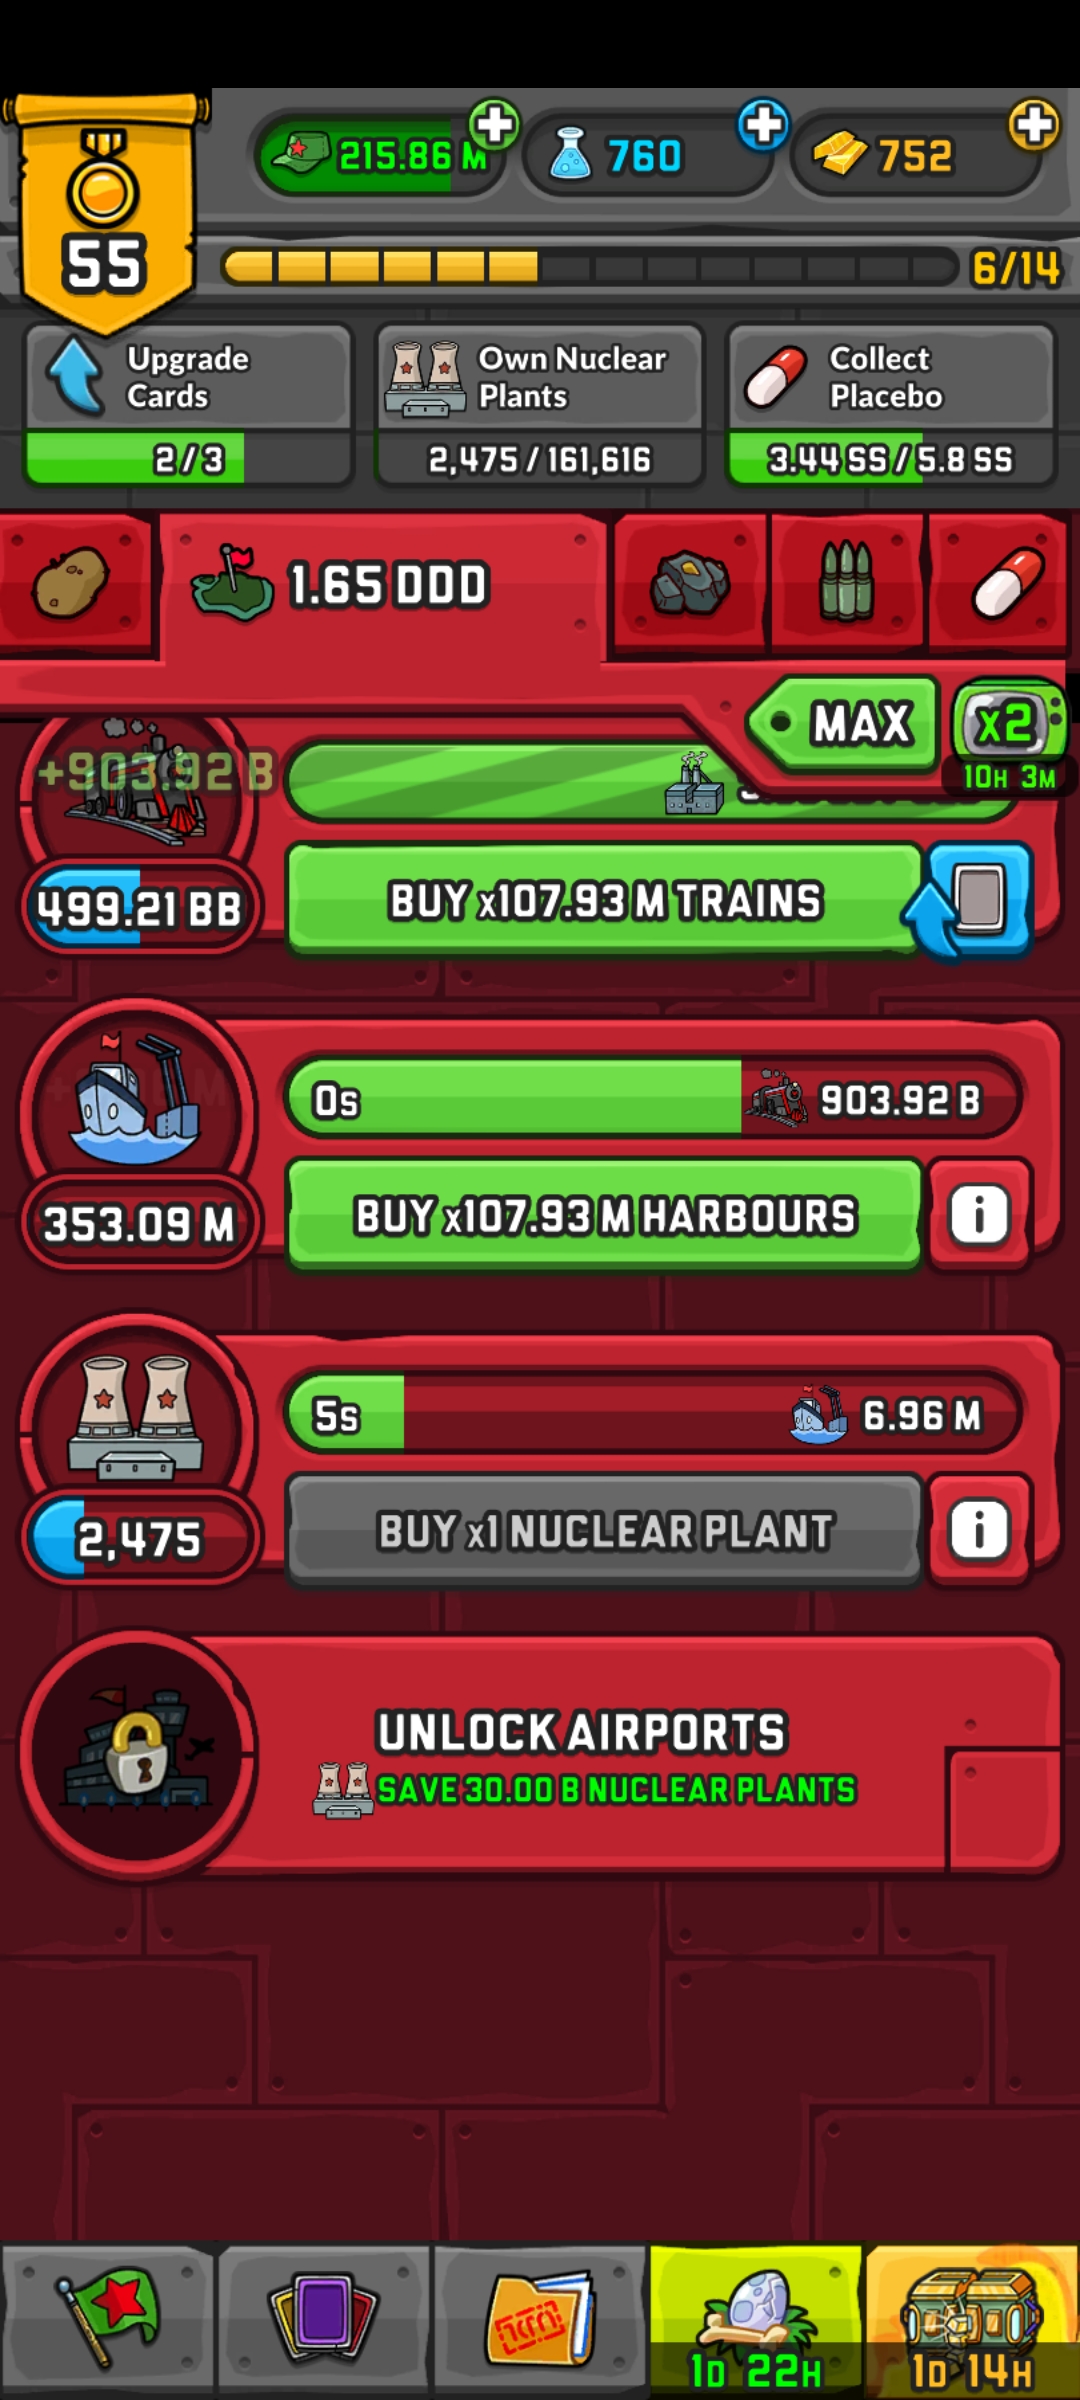 215.86 M
760
752
55
6/14
Upgrade
Cards
2/3
Own Nuclear
Plants
2,475/161,616
Collect
Placebo
3.44 SS/5.8 SS
1.65 DDD
MAX
x2
10H 3M
+903.92 B
499.21 BB
BUY x107.93 M TRAINS
0s
903.92 B
353.09 M
BUY x107.93 M HARBOURS
i
5s
6.96 M
2,475
BUY x1 NUCLEAR PLANT
i
UNLOCK AIRPORTS
SAVE 30.00 B NUCLEAR PLANTS
1D 22H
1D 14H